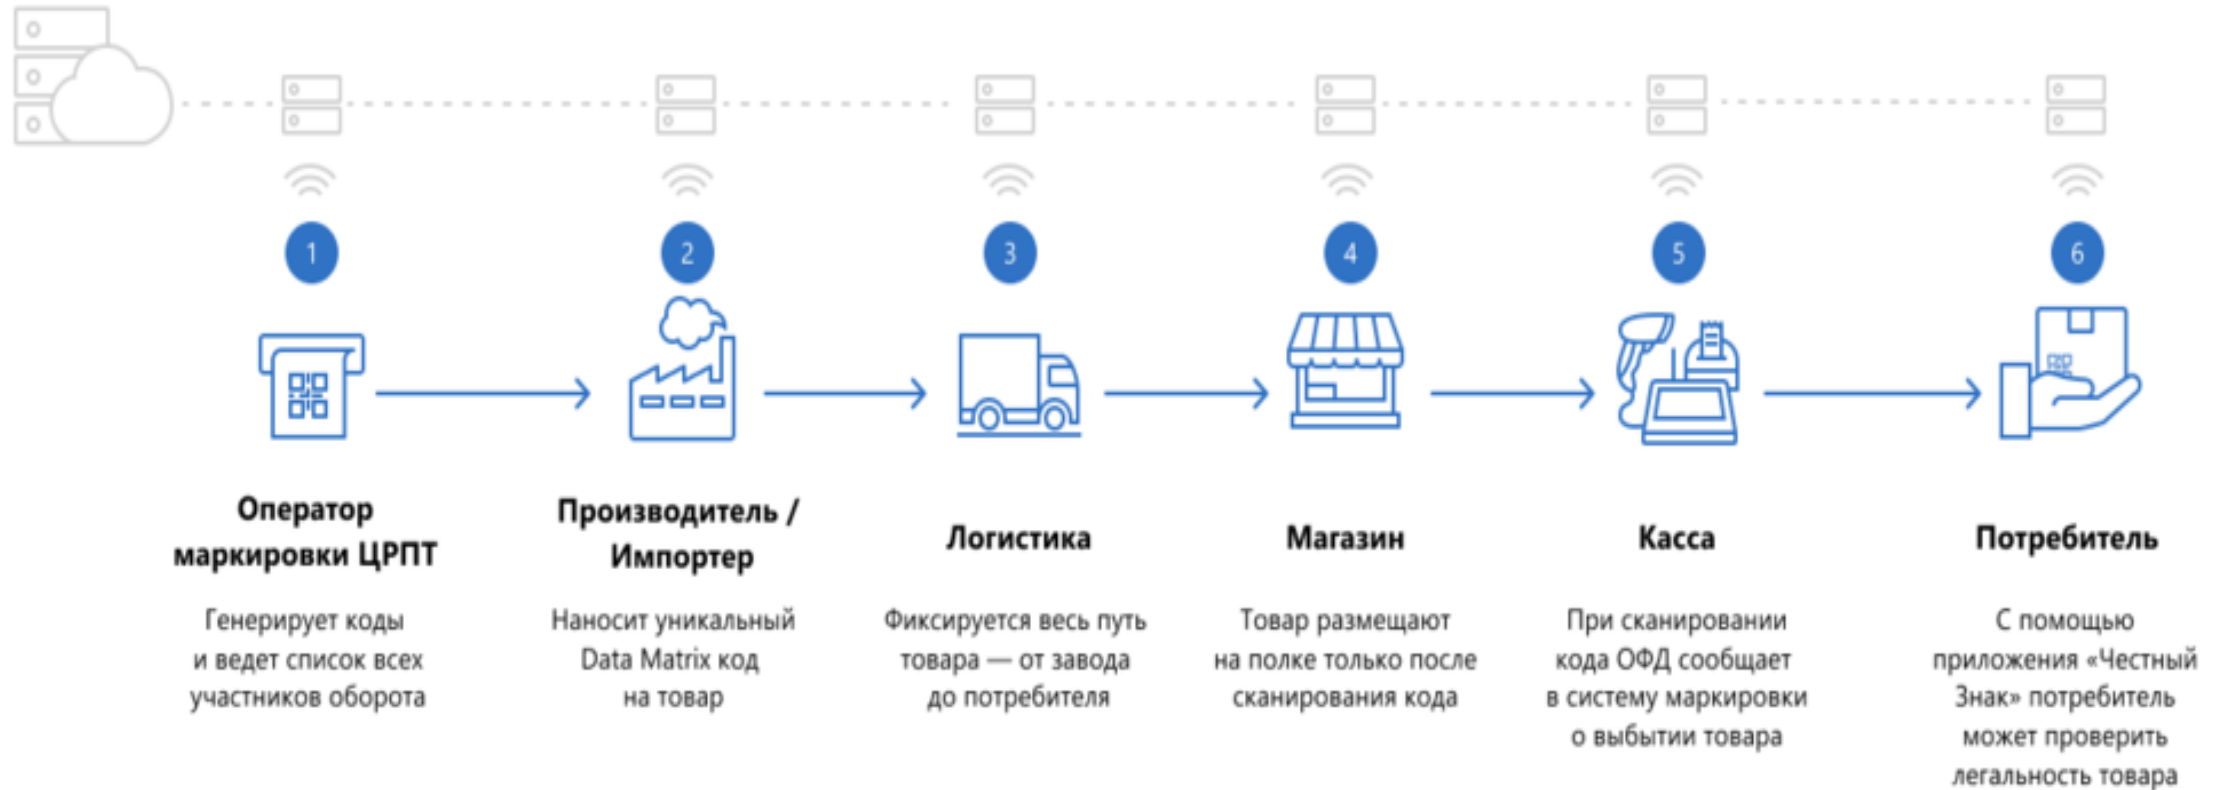 1
2
3
4
5
6
Оператор
маркировки ЦРПТ
Генерирует коды
и ведет список всех
участников оборота
Производитель /
Импортер
Наносит уникальный
Data Matrix код
на товар
Логистика
Фиксируется весь путь
товара — от завода
до потребителя
Магазин
Товар размещают
на полке только после
сканирования кода
Касса
При сканировании
кода ОФД сообщает
в систему маркировки
о выбытии товара
Потребитель
С помощью
приложения «Честный
Знак» потребитель
может проверить
легальность товара